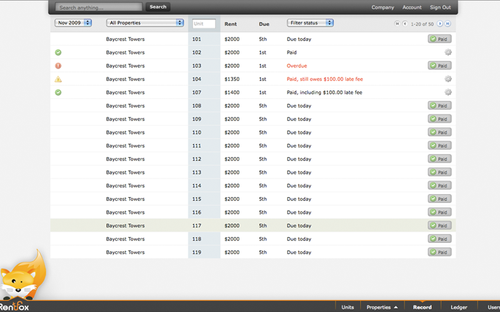 Search anything.... Search Company Account Sign Out
Nov 2009 All Properties Unit Rent Due Filter status 1-20 of 50
Baycrest Towers 101 $2000 5th Due today Paid
Baycrest Towers 102 $2000 1st Paid
Baycrest Towers 103 $2000 1st Overdue Paid
Baycrest Towers 104 $1350 1st Paid, still owes $100.00 late fee
Baycrest Towers 107 $1400 1st Paid, including $100.00 late fee
Baycrest Towers 108 $2000 5th Due today Paid
Baycrest Towers 109 $2000 5th Due today Paid
Baycrest Towers 110 $2000 5th Due today Paid
Baycrest Towers 111 $2000 5th Due today Paid
Baycrest Towers 112 $2000 5th Due today Paid
Baycrest Towers 113 $2000 5th Due today Paid
Baycrest Towers 114 $2000 5th Due today Paid
Baycrest Towers 115 $2000 5th Due today Paid
Baycrest Towers 116 $2000 5th Due today Paid
Baycrest Towers 117 $2000 5th Due today Paid
Baycrest Towers 118 $2000 5th Due today Paid
Baycrest Towers 119 $2000 5th Due today Paid
RentFox Units Properties Record Ledger Users